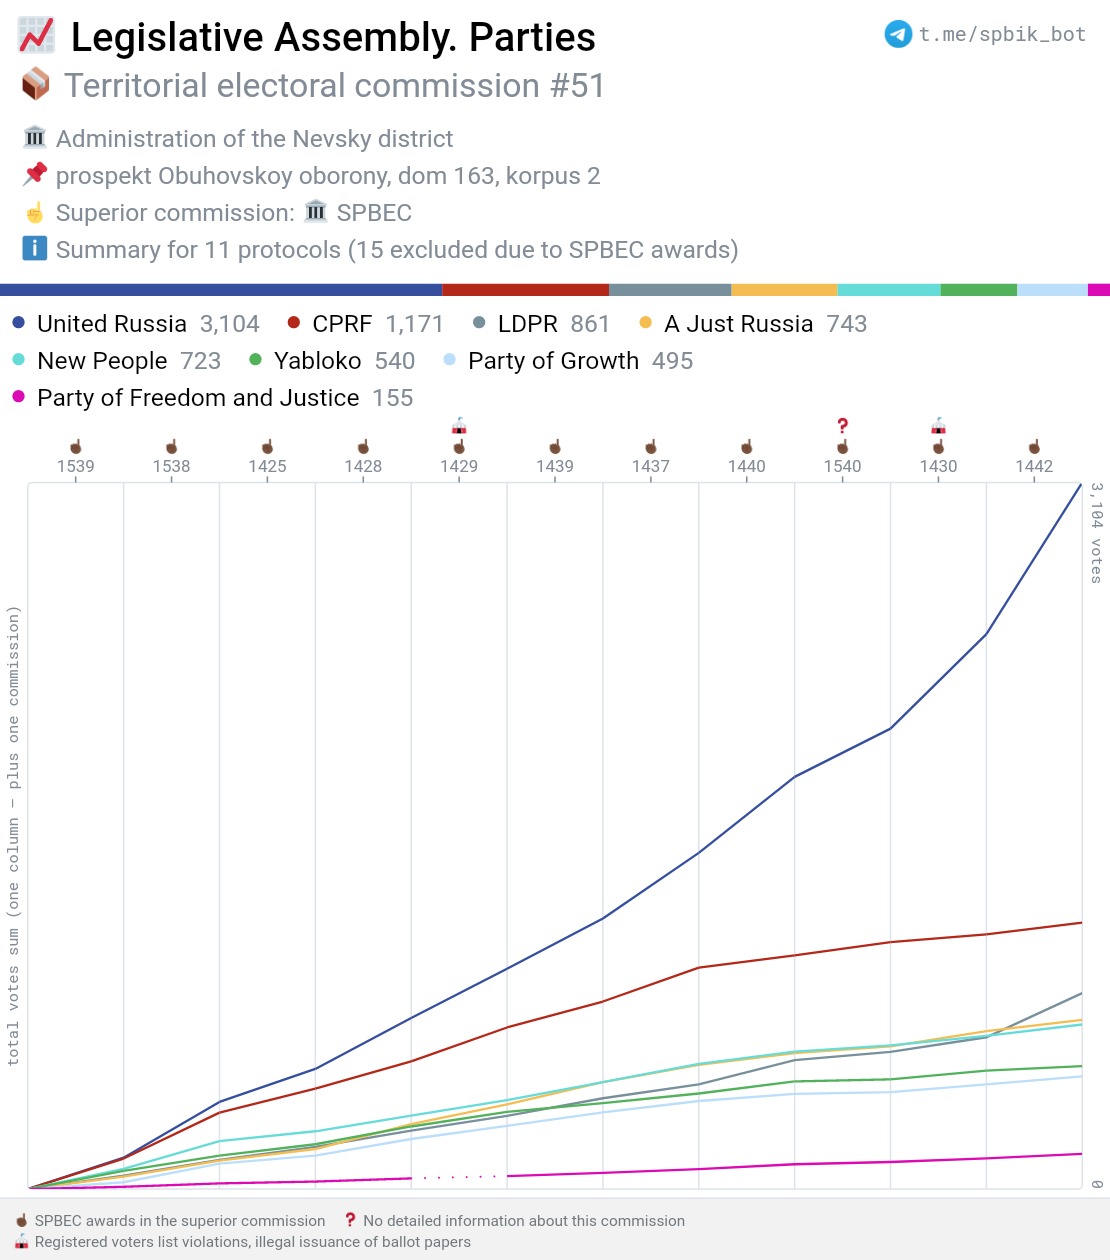 Legislative Assembly. Parties
t.me/spbik_bot
Territorial electoral commission #51
Administration of the Nevsky district
prospekt Obuhovskoy oborony, dom 163, korpus 2
Superior commission: SPBEC
Summary for 11 protocols (15 excluded due to SPBEC awards)
United Russia 3,104 CPRF 1,171 LDPR 861 A Just Russia 743
New People 723 Yabloko 540 Party of Growth 495
Party of Freedom and Justice 155
1539 1538 1425 1428 1429 1439 1437 1440 1540 1430 1442
3,104 votes
total votes sum (one column — plus one commission)
0
SPBEC awards in the superior commission No detailed information about this commission
Registered voters list violations, illegal issuance of ballot papers